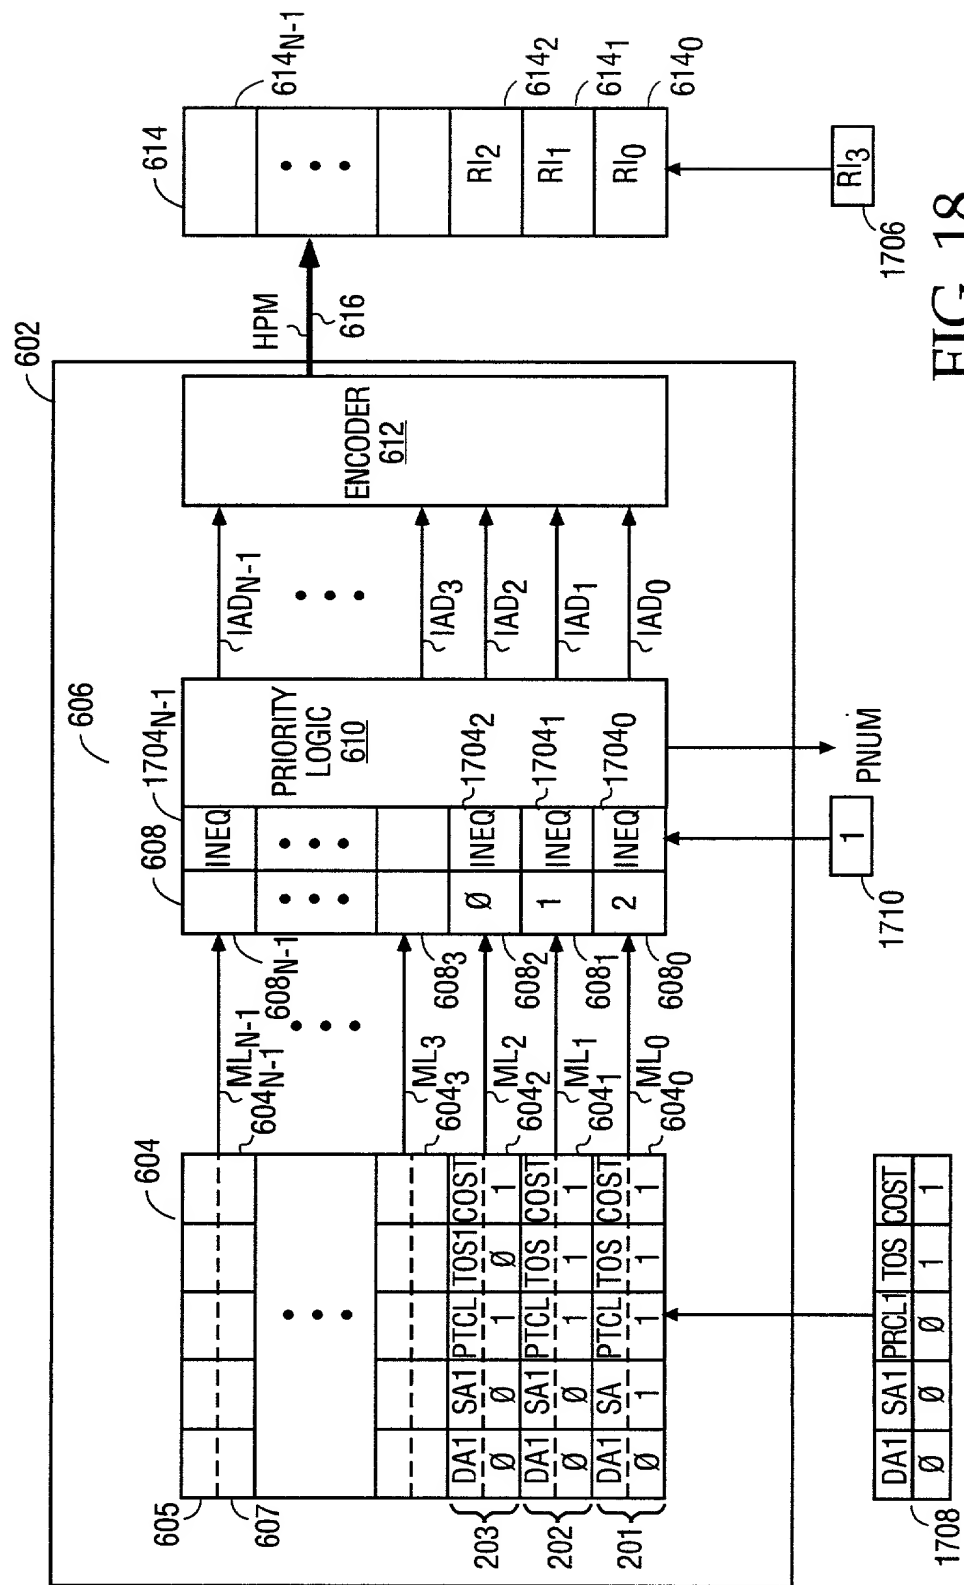 602
606
604
605
607
DA1 SA1 PTCL TOS1 COST
Ø Ø 1 Ø 1
DA1 SA1 PTCL TOS COST
Ø Ø 1 1 1
DA1 SA PTCL TOS COST
Ø 1 1 1 1
203
202
201
MLN-1
604N-1
ML3
6043
ML2
6042
ML1
6041
ML0
6040
608
608N-1
6083
6082
6081
6080
1704N-1
INEQ
Ø INEQ
1 INEQ
2 INEQ
PRIORITY
LOGIC
610
17042
17041
17040
IADN-1
IAD3
IAD2
IAD1
IAD0
ENCODER
612
HPM
616
614
614N-1
RI2
6142
RI1
6141
RI0
6140
1708
DA1 SA1 PRCL1 TOS COST
Ø Ø Ø 1 1
1
1710
PNUM
RI3
1706
FIG. 18